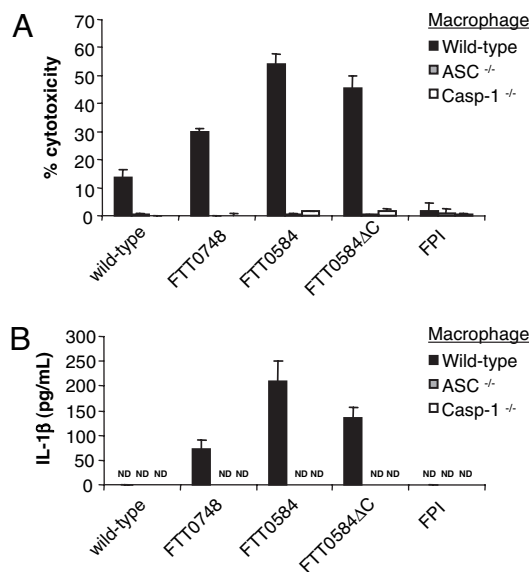 A
Macrophage
Wild-type
ASC -/-
Casp-1 -/-
% cytotoxicity
70
60
50
40
30
20
10
0
wild-type
FTT0748
FTT0584
FTT0584ΔC
FPI
B
Macrophage
Wild-type
ASC -/-
Casp-1 -/-
IL-1β (pg/mL)
300
250
200
150
100
50
0
ND ND ND
ND ND
ND ND
ND ND
ND ND ND
wild-type
FTT0748
FTT0584
FTT0584ΔC
FPI